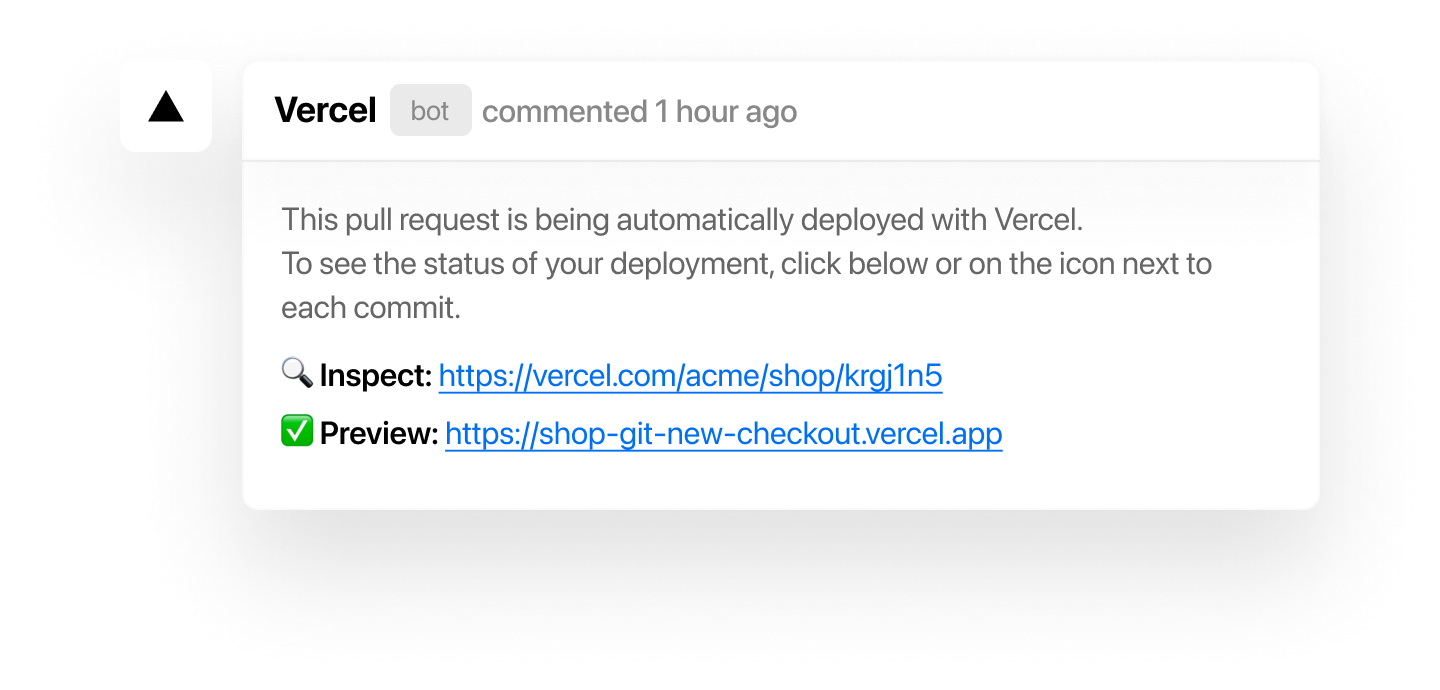 Vercel bot commented 1 hour ago
This pull request is being automatically deployed with Vercel.
To see the status of your deployment, click below or on the icon next to
each commit.
🔍 Inspect: https://vercel.com/acme/shop/krgj1n5
✅ Preview: https://shop-git-new-checkout.vercel.app